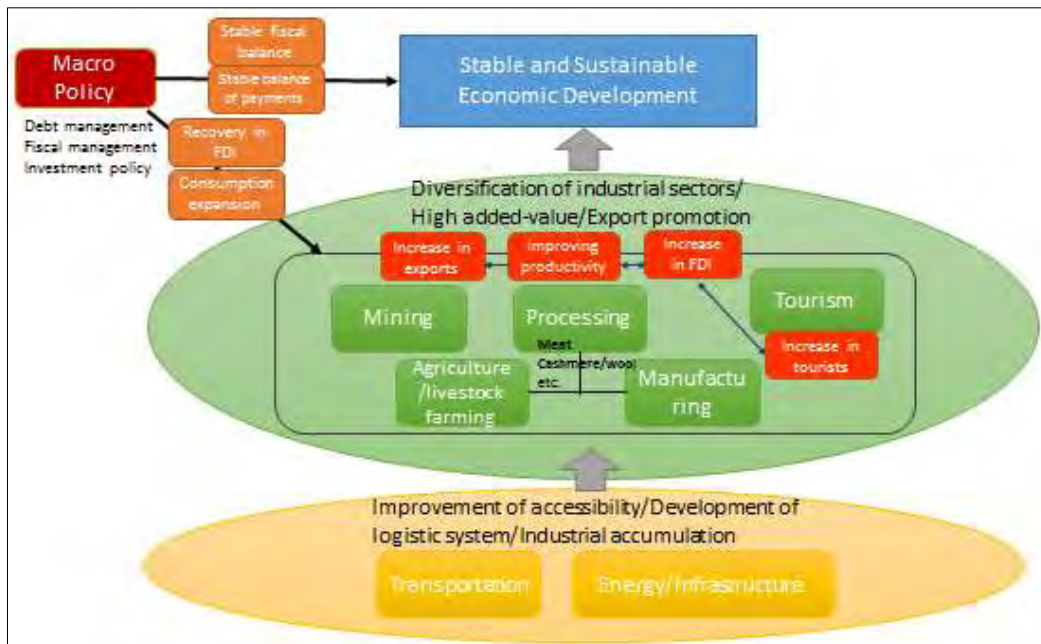 Macro
Policy
Debt management
Fiscal management
Investment policy
Stable fiscal
balance
Stable balance
of payments
Recovery in
FDI
Consumption
expansion
Stable and Sustainable
Economic Development
Diversification of industrial sectors/
High added-value/Export promotion
Increase in
exports
Improving
productivity
Increase
in FDI
Mining
Processing
Tourism
Increase in
tourists
Meat
Cashmere/wool
etc.
Agriculture
/livestock
farming
Manufactu
ring
Improvement of accessibility/Development of
logistic system/Industrial accumulation
Transportation
Energy/Infrastructure